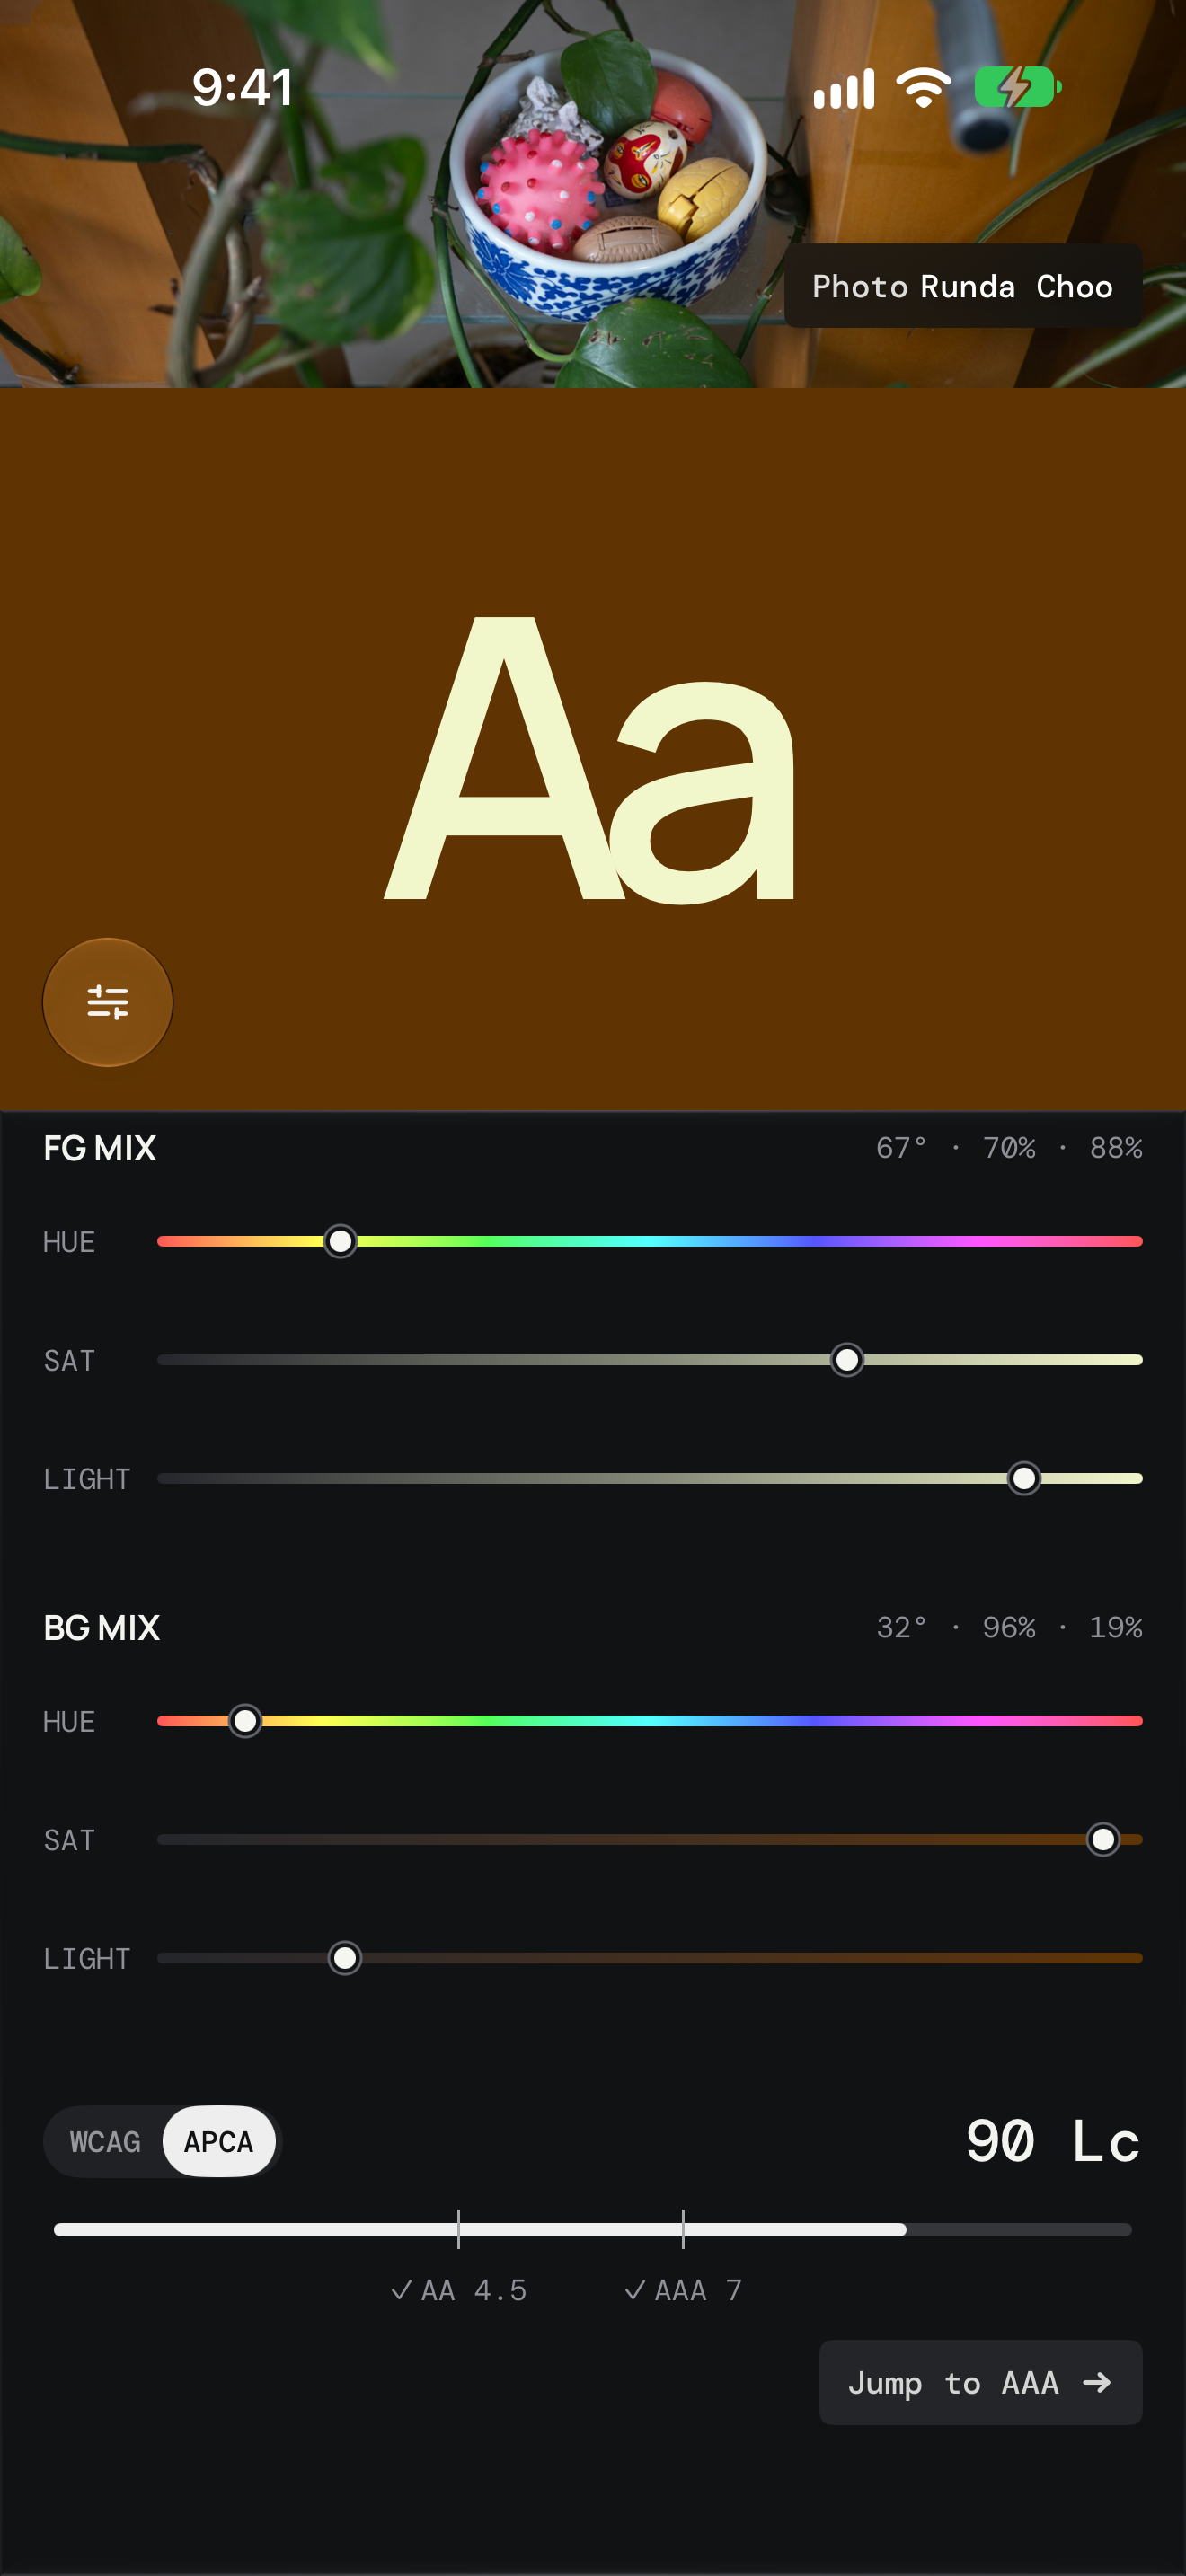 9:41
Photo Runda Choo
Aa
FG MIX 67° · 70% · 88%
HUE
SAT
LIGHT
BG MIX 32° · 96% · 19%
HUE
SAT
LIGHT
WCAG APCA 90 Lc
✓ AA 4.5 ✓ AAA 7
Jump to AAA →